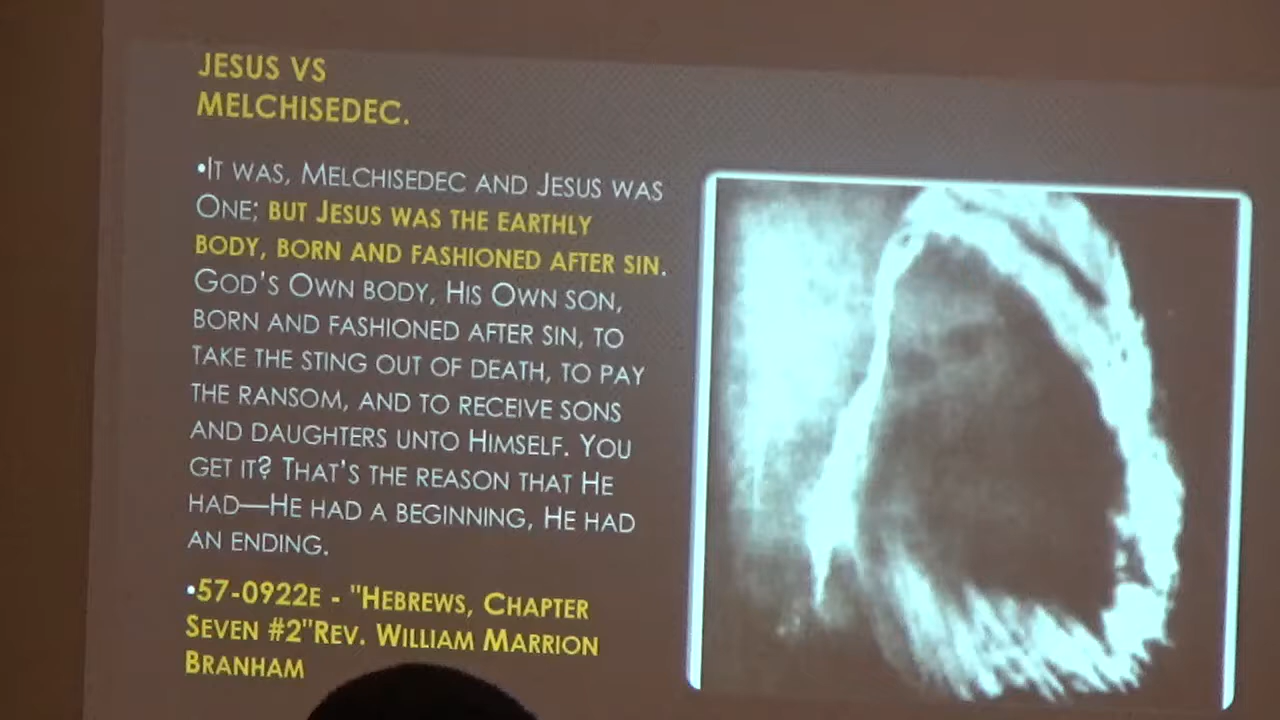 JESUS VS
MELCHISEDEC.
•IT WAS, MELCHISEDEC AND JESUS WAS
ONE; BUT JESUS WAS THE EARTHLY
BODY, BORN AND FASHIONED AFTER SIN.
GOD'S OWN BODY, HIS OWN SON,
BORN AND FASHIONED AFTER SIN, TO
TAKE THE STING OUT OF DEATH, TO PAY
THE RANSOM, AND TO RECEIVE SONS
AND DAUGHTERS UNTO HIMSELF. YOU
GET IT? THAT'S THE REASON THAT HE
HAD—HE HAD A BEGINNING, HE HAD
AN ENDING.
•57-0922E - "HEBREWS, CHAPTER
SEVEN #2"REV. WILLIAM MARRION
BRANHAM